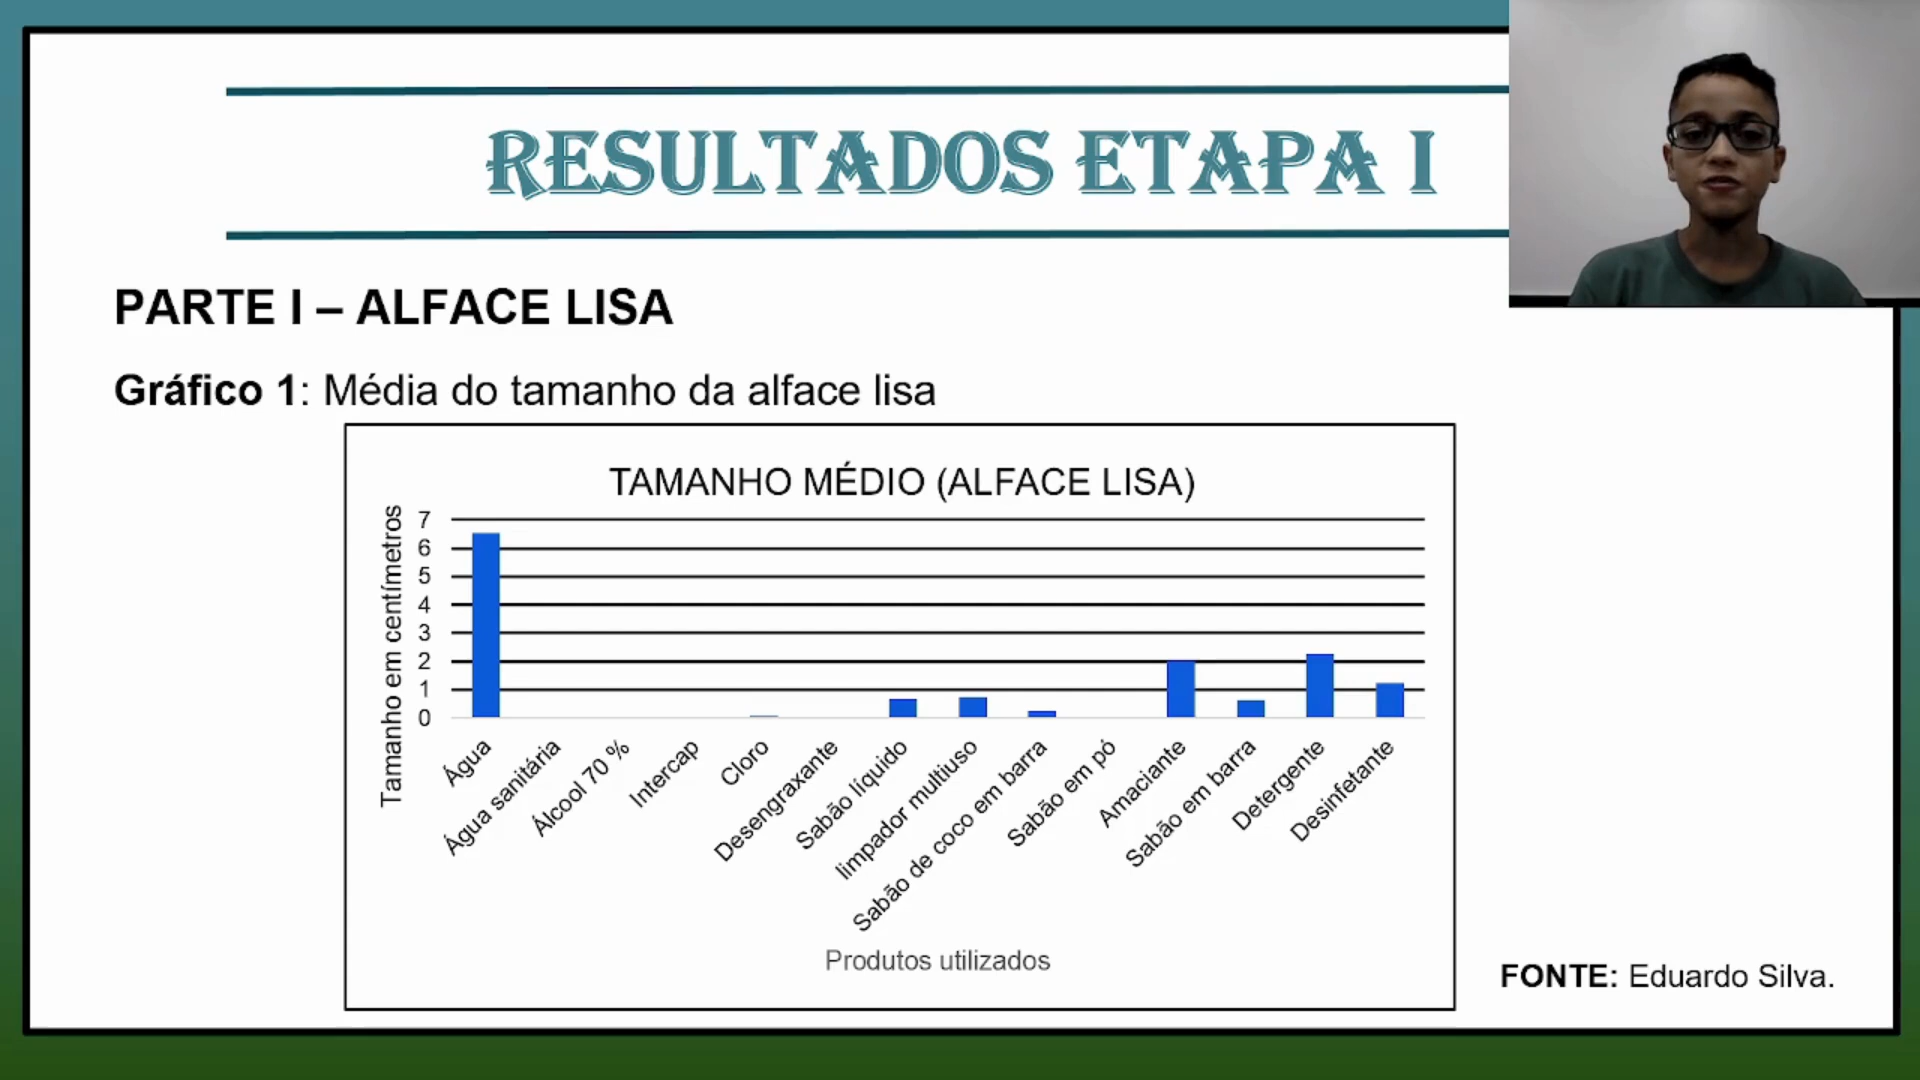 RESULTADOS ETAPA I
PARTE I – ALFACE LISA
Gráfico 1: Média do tamanho da alface lisa
TAMANHO MÉDIO (ALFACE LISA)
Tamanho em centímetros
7
6
5
4
3
2
1
0
Água
Água sanitária
Álcool 70 %
Intercap
Cloro
Desengraxante
Sabão líquido
limpador multiuso
Sabão de coco em barra
Sabão em pó
Amaciante
Sabão em barra
Detergente
Desinfetante
Produtos utilizados
FONTE: Eduardo Silva.